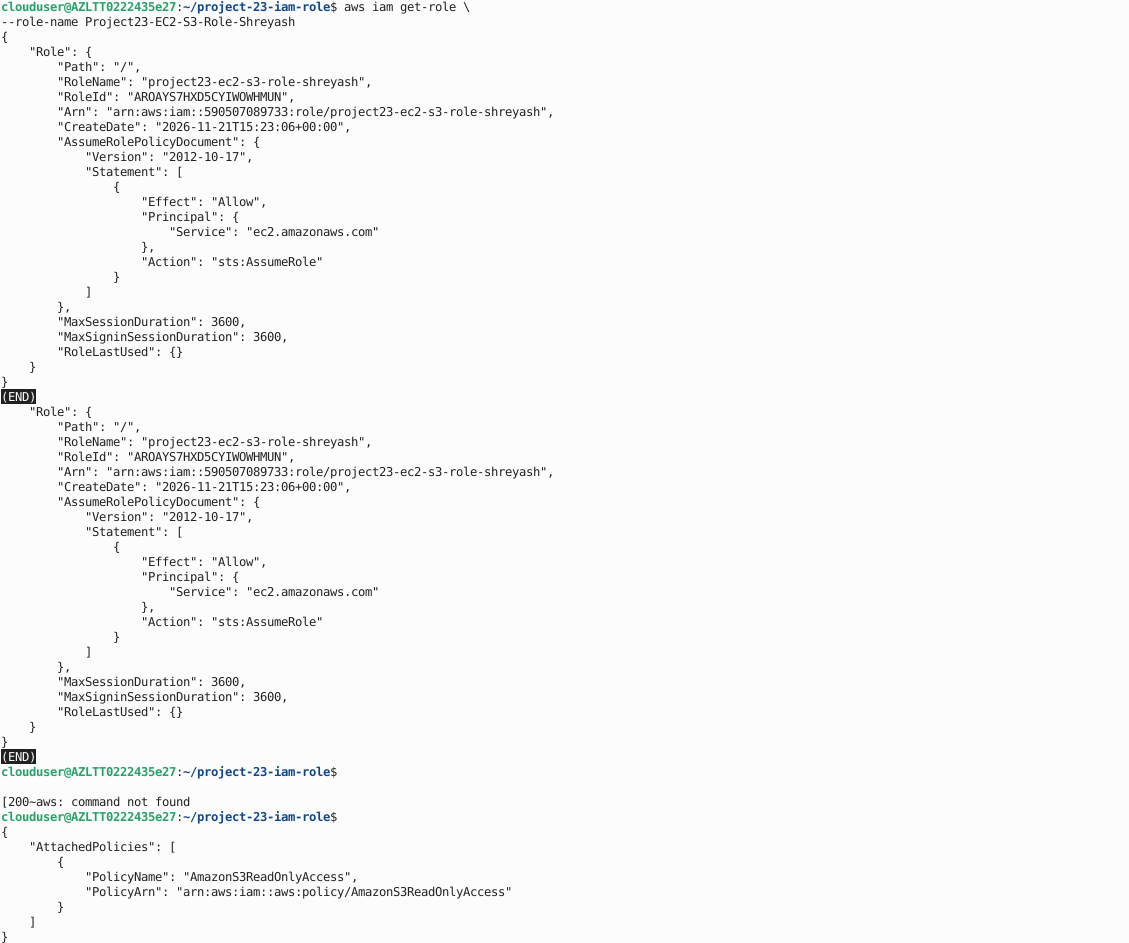 clouduser@AZLTT0222435e27:~/project-23-iam-role$ aws iam get-role \
--role-name Project23-EC2-S3-Role-Shreyash
{
    "Role": {
        "Path": "/",
        "RoleName": "project23-ec2-s3-role-shreyash",
        "RoleId": "AROAYS7HXD5CYIWOWHMUN",
        "Arn": "arn:aws:iam::590507089733:role/project23-ec2-s3-role-shreyash",
        "CreateDate": "2026-11-21T15:23:06+00:00",
        "AssumeRolePolicyDocument": {
            "Version": "2012-10-17",
            "Statement": [
                {
                    "Effect": "Allow",
                    "Principal": {
                        "Service": "ec2.amazonaws.com"
                    },
                    "Action": "sts:AssumeRole"
                }
            ]
        },
        "MaxSessionDuration": 3600,
        "MaxSigninSessionDuration": 3600,
        "RoleLastUsed": {}
    }
}
(END)
    "Role": {
        "Path": "/",
        "RoleName": "project23-ec2-s3-role-shreyash",
        "RoleId": "AROAYS7HXD5CYIWOWHMUN",
        "Arn": "arn:aws:iam::590507089733:role/project23-ec2-s3-role-shreyash",
        "CreateDate": "2026-11-21T15:23:06+00:00",
        "AssumeRolePolicyDocument": {
            "Version": "2012-10-17",
            "Statement": [
                {
                    "Effect": "Allow",
                    "Principal": {
                        "Service": "ec2.amazonaws.com"
                    },
                    "Action": "sts:AssumeRole"
                }
            ]
        },
        "MaxSessionDuration": 3600,
        "MaxSigninSessionDuration": 3600,
        "RoleLastUsed": {}
    }
}
(END)
clouduser@AZLTT0222435e27:~/project-23-iam-role$
[200~aws: command not found
clouduser@AZLTT0222435e27:~/project-23-iam-role$
{
    "AttachedPolicies": [
        {
            "PolicyName": "AmazonS3ReadOnlyAccess",
            "PolicyArn": "arn:aws:iam::aws:policy/AmazonS3ReadOnlyAccess"
        }
    ]
}